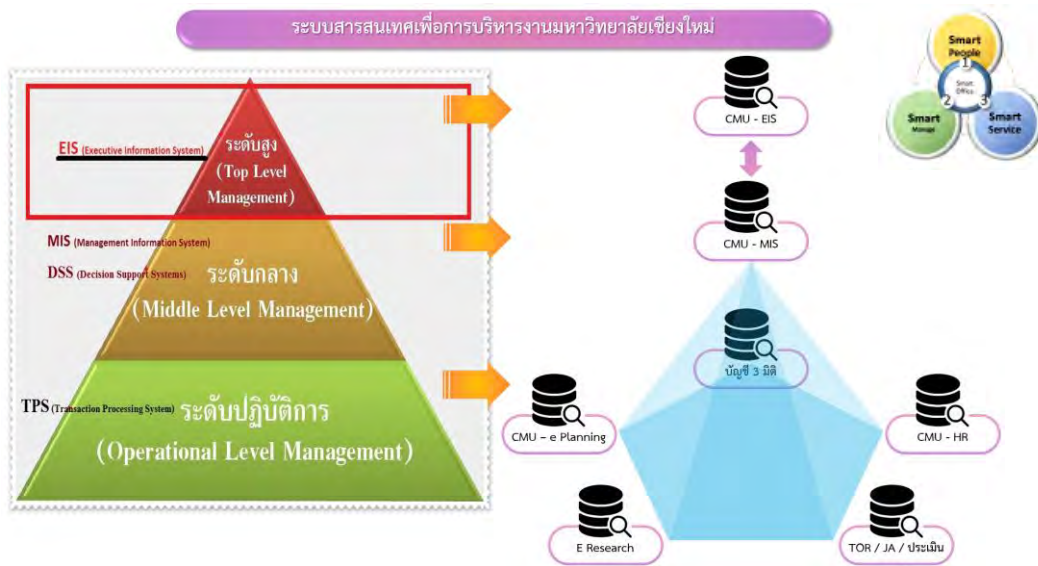 ระบบสารสนเทศเพื่อการบริหารงานมหาวิทยาลัยเชียงใหม่
EIS (Executive Information System)
ระดับสูง
(Top Level
Management)
MIS (Management Information System)
DSS (Decision Support Systems)
ระดับกลาง
(Middle Level Management)
TPS (Transaction Processing System)
ระดับปฏิบัติการ
(Operational Level Management)
CMU - EIS
CMU - MIS
บัญชี 3 มิติ
CMU – e Planning
CMU - HR
E Research
TOR / JA / ประเมิน
Smart
People
1
Smart
Office
2
3
Smart
Manage
Smart
Service